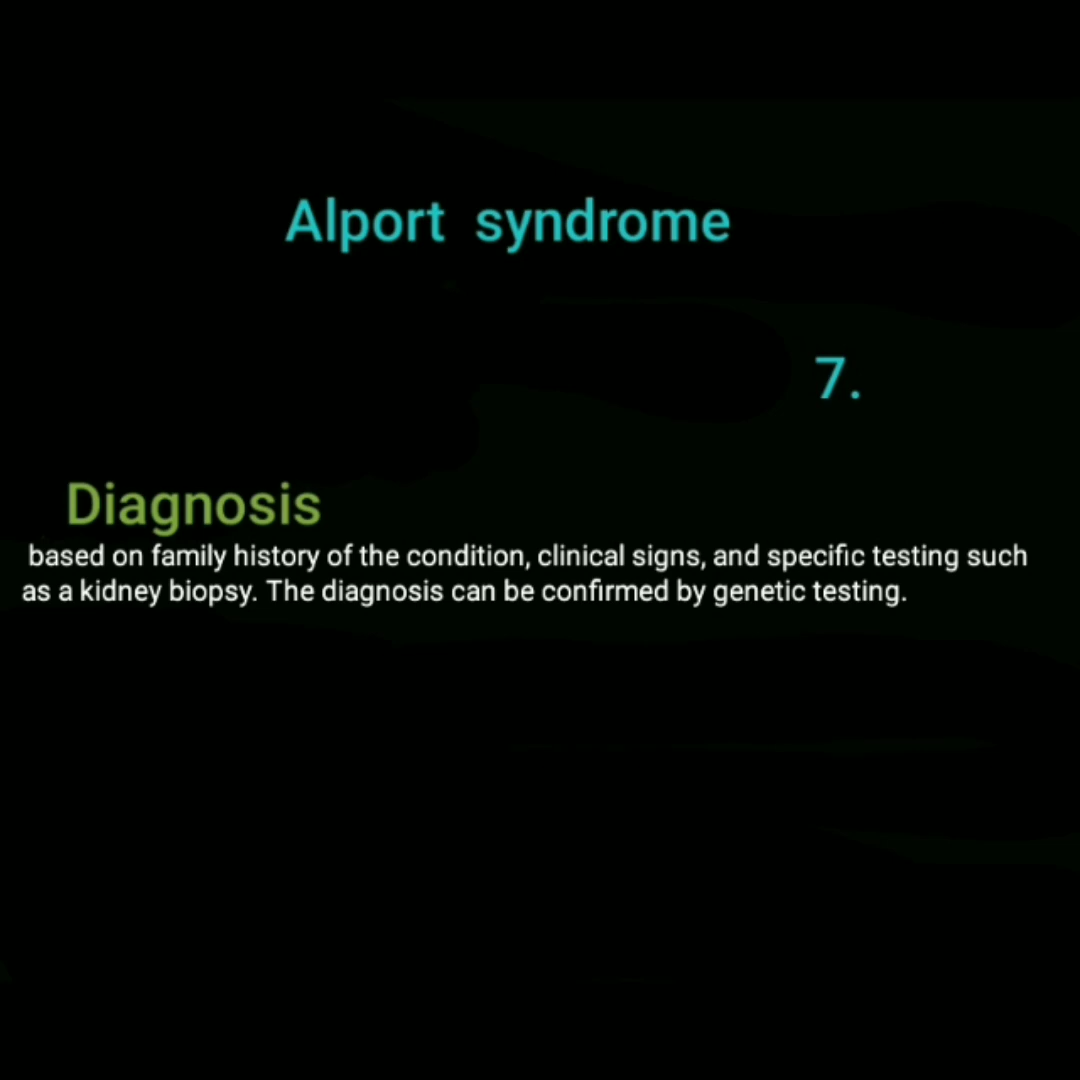 Alport syndrome
7.
Diagnosis
based on family history of the condition, clinical signs, and specific testing such
as a kidney biopsy. The diagnosis can be confirmed by genetic testing.